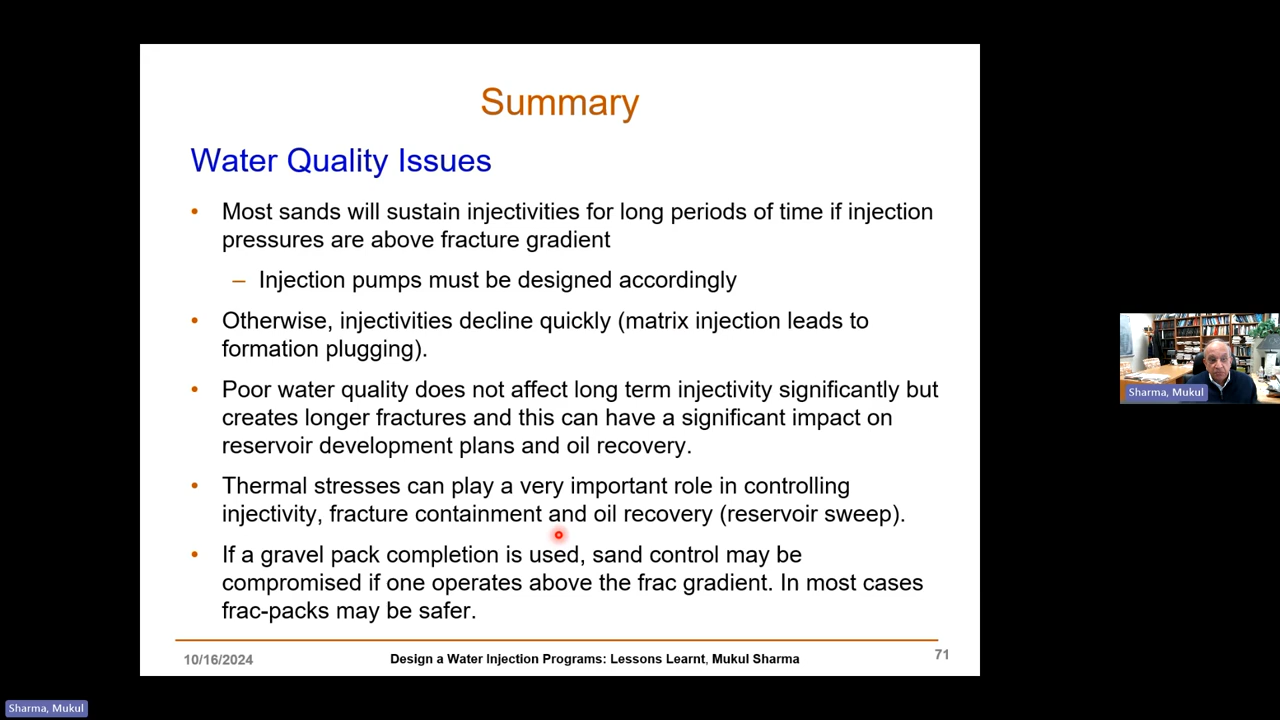 Summary
Water Quality Issues
• Most sands will sustain injectivities for long periods of time if injection
pressures are above fracture gradient
– Injection pumps must be designed accordingly
• Otherwise, injectivities decline quickly (matrix injection leads to
formation plugging).
• Poor water quality does not affect long term injectivity significantly but
creates longer fractures and this can have a significant impact on
reservoir development plans and oil recovery.
• Thermal stresses can play a very important role in controlling
injectivity, fracture containment and oil recovery (reservoir sweep).
• If a gravel pack completion is used, sand control may be
compromised if one operates above the frac gradient. In most cases
frac-packs may be safer.
10/16/2024
Design a Water Injection Programs: Lessons Learnt, Mukul Sharma
71
Sharma, Mukul
Sharma, Mukul